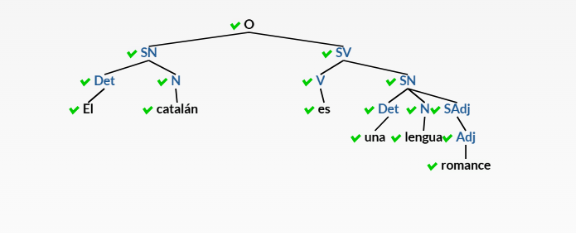 O
SN SV
Det N V SN
El catalán es Det N SAdj
una lengua Adj
romance